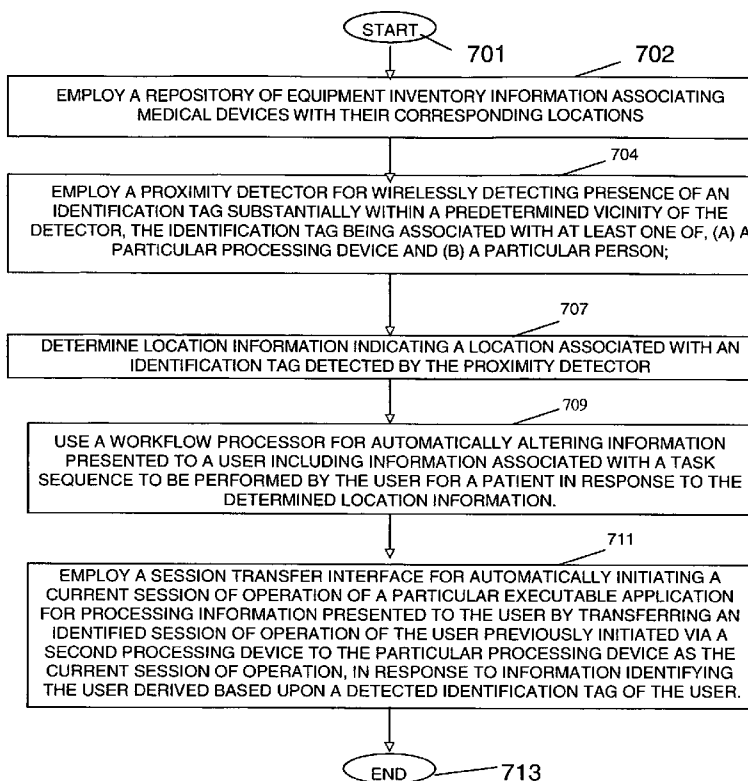 START
701
702
EMPLOY A REPOSITORY OF EQUIPMENT INVENTORY INFORMATION ASSOCIATING
MEDICAL DEVICES WITH THEIR CORRESPONDING LOCATIONS
704
EMPLOY A PROXIMITY DETECTOR FOR WIRELESSLY DETECTING PRESENCE OF AN
IDENTIFICATION TAG SUBSTANTIALLY WITHIN A PREDETERMINED VICINITY OF THE
DETECTOR, THE IDENTIFICATION TAG BEING ASSOCIATED WITH AT LEAST ONE OF, (A) A
PARTICULAR PROCESSING DEVICE AND (B) A PARTICULAR PERSON;
707
DETERMINE LOCATION INFORMATION INDICATING A LOCATION ASSOCIATED WITH AN
IDENTIFICATION TAG DETECTED BY THE PROXIMITY DETECTOR
709
USE A WORKFLOW PROCESSOR FOR AUTOMATICALLY ALTERING INFORMATION
PRESENTED TO A USER INCLUDING INFORMATION ASSOCIATED WITH A TASK
SEQUENCE TO BE PERFORMED BY THE USER FOR A PATIENT IN RESPONSE TO THE
DETERMINED LOCATION INFORMATION.
711
EMPLOY A SESSION TRANSFER INTERFACE FOR AUTOMATICALLY INITIATING A
CURRENT SESSION OF OPERATION OF A PARTICULAR EXECUTABLE APPLICATION
FOR PROCESSING INFORMATION PRESENTED TO THE USER BY TRANSFERRING AN
IDENTIFIED SESSION OF OPERATION OF THE USER PREVIOUSLY INITIATED VIA A
SECOND PROCESSING DEVICE TO THE PARTICULAR PROCESSING DEVICE AS THE
CURRENT SESSION OF OPERATION, IN RESPONSE TO INFORMATION IDENTIFYING
THE USER DERIVED BASED UPON A DETECTED IDENTIFICATION TAG OF THE USER.
END
713